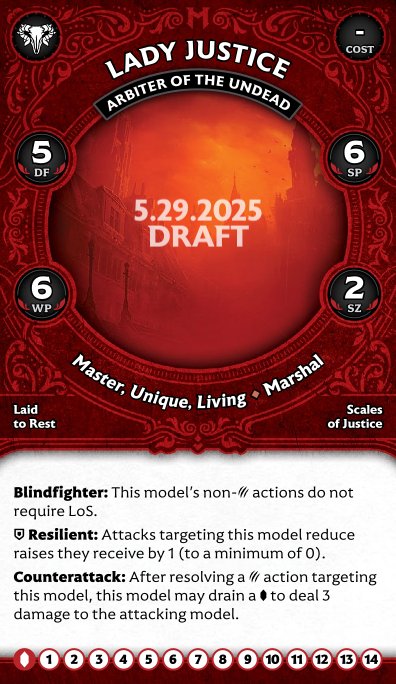 -
COST
LADY JUSTICE
ARBITER OF THE UNDEAD
5
DF
6
SP
5.29.2025
DRAFT
6
WP
2
SZ
Master, Unique, Living ♦ Marshal
Laid
to Rest
Scales
of Justice
Blindfighter: This model's non- actions do not
require LoS.
Resilient: Attacks targeting this model reduce
raises they receive by 1 (to a minimum of 0).
Counterattack: After resolving a action targeting
this model, this model may drain a to deal 3
damage to the attacking model.
1 2 3 4 5 6 7 8 9 10 11 12 13 14